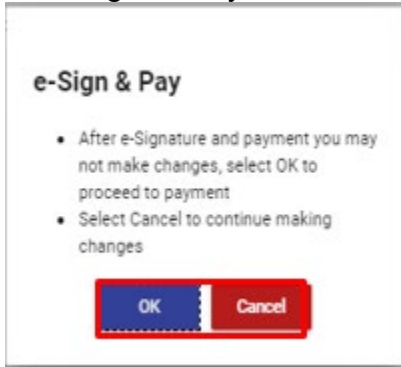 e-Sign & Pay
• After e-Signature and payment you may
not make changes, select OK to
proceed to payment
• Select Cancel to continue making
changes
OK Cancel